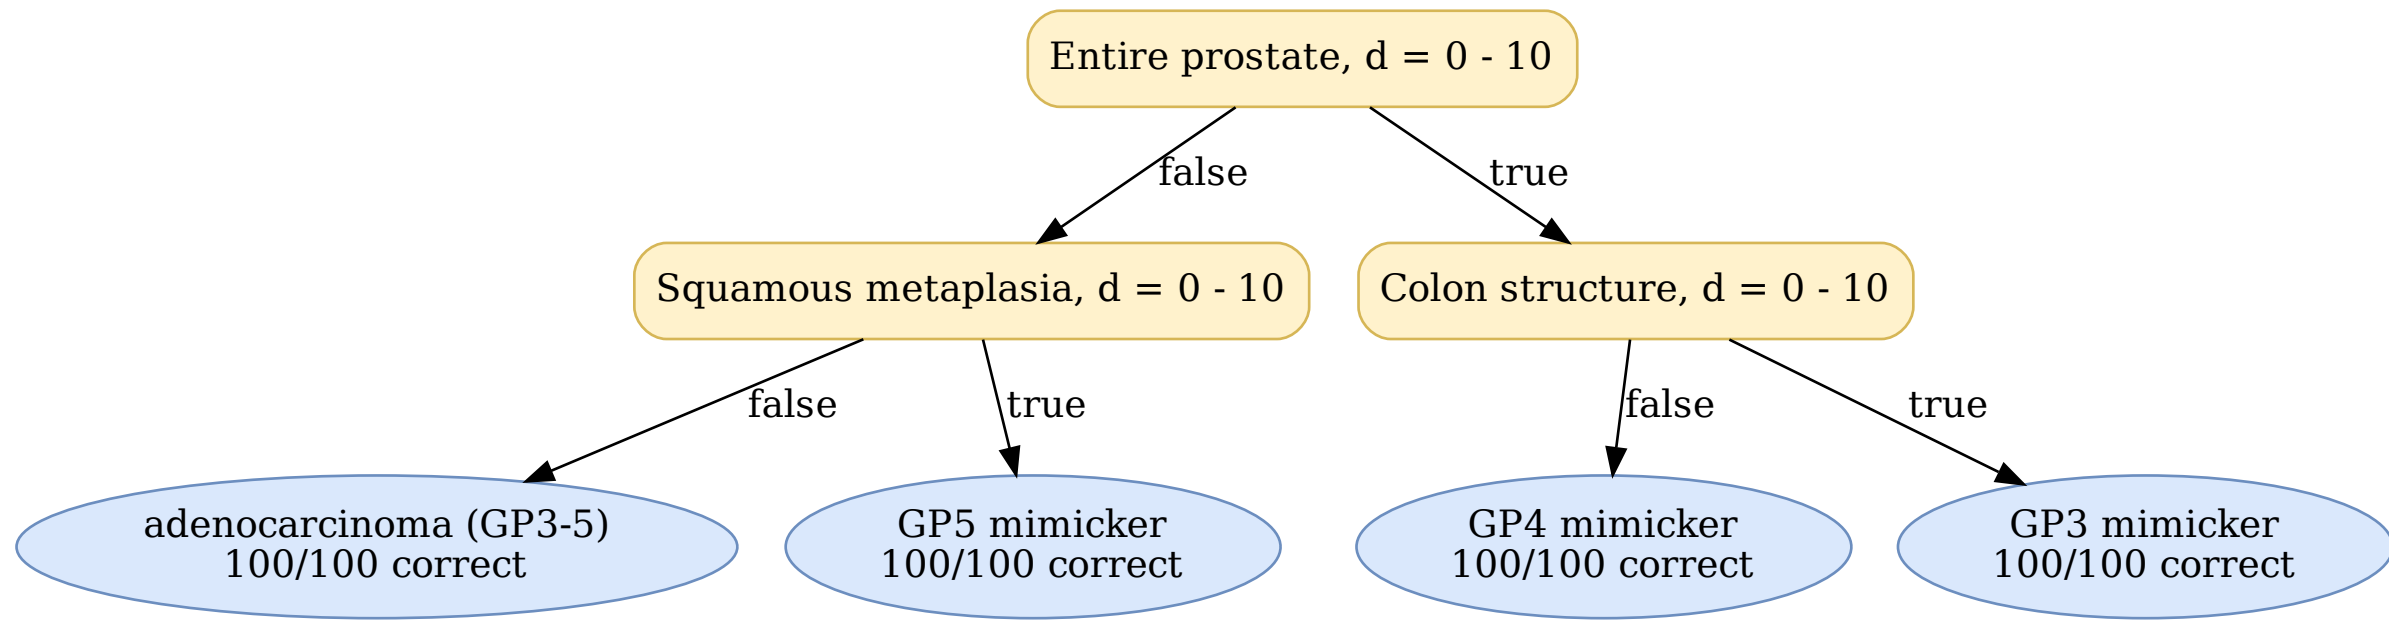 Entire prostate, d = 0 - 10
false
true
Squamous metaplasia, d = 0 - 10
Colon structure, d = 0 - 10
false
true
false
true
adenocarcinoma (GP3-5)
100/100 correct
GP5 mimicker
100/100 correct
GP4 mimicker
100/100 correct
GP3 mimicker
100/100 correct